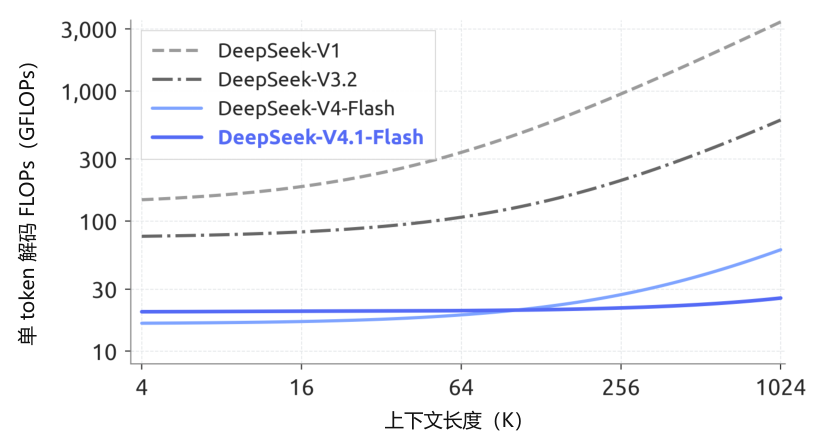 3,000
1,000
300
100
30
10
单 token 解码 FLOPs（GFLOPs）
DeepSeek-V1
DeepSeek-V3.2
DeepSeek-V4-Flash
DeepSeek-V4.1-Flash
4 16 64 256 1024
上下文长度（K）